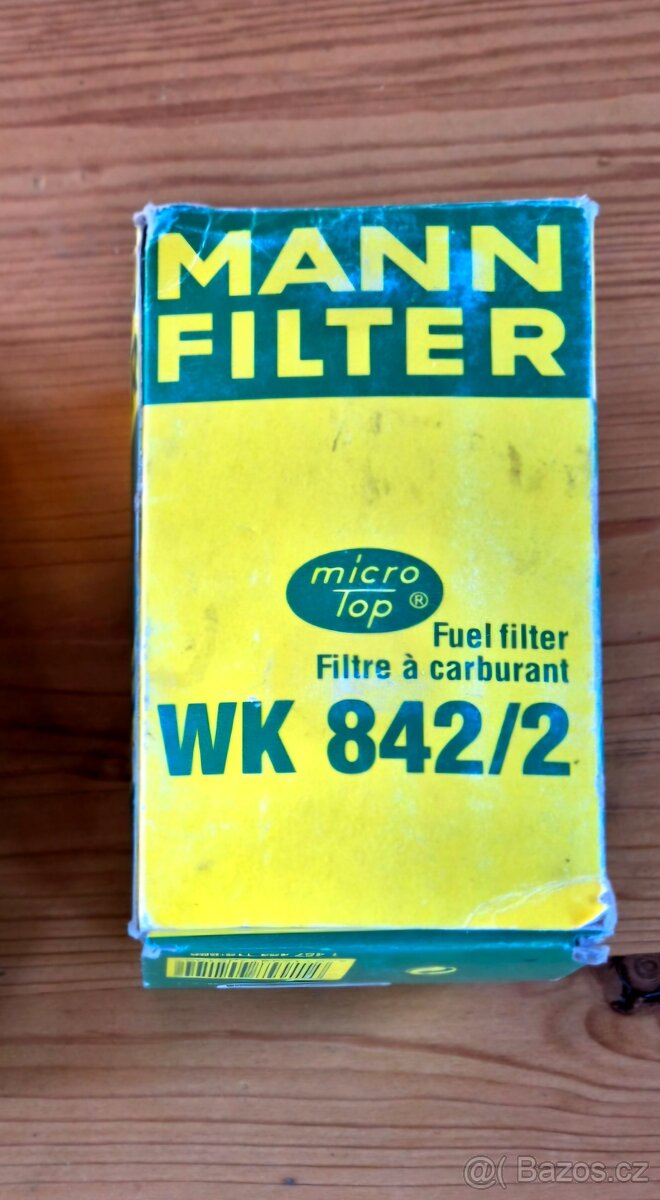 MANN
FILTER
micro
Top ®
Fuel filter
Filtre à carburant
WK 842/2
@( Bazos.cz